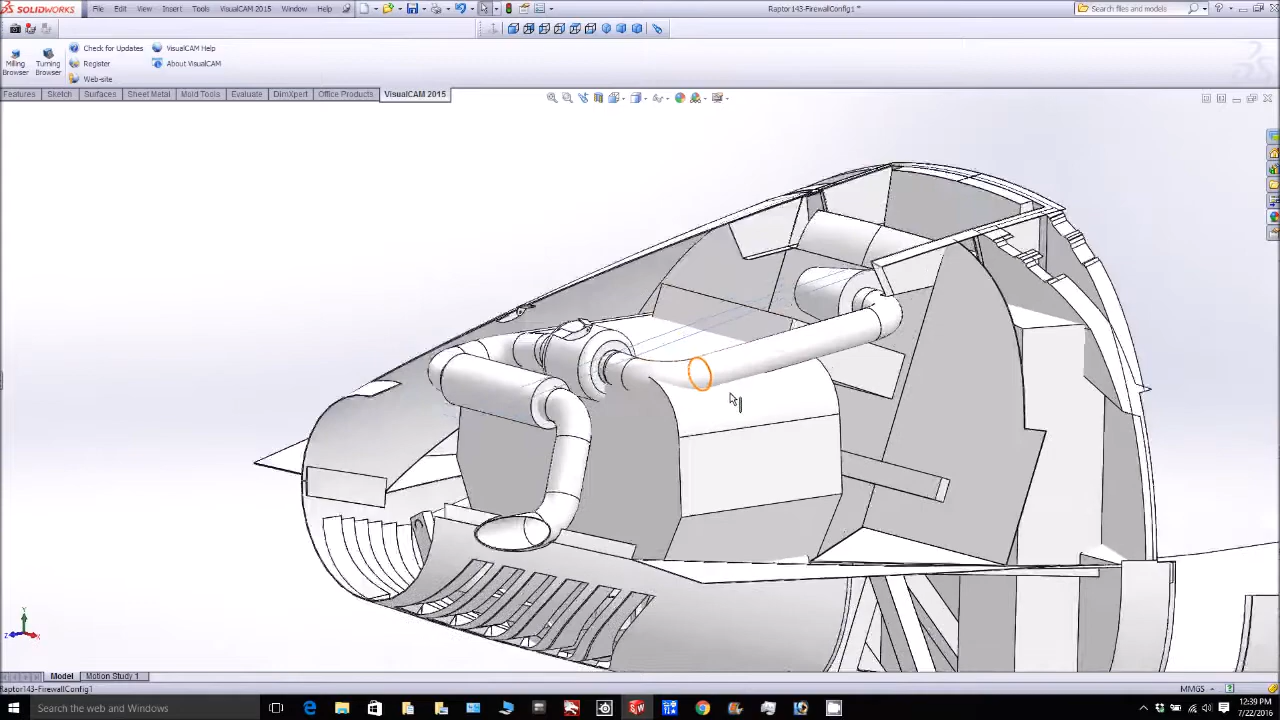 SOLIDWORKS File Edit View Insert Tools VisualCAM 2015 Window Help Raptor143-FirewallConfig1 * Search files and models
Check for Updates VisualCAM Help
Milling Browser Turning Browser Register About VisualCAM
Web-site
Features Sketch Surfaces Sheet Metal Mold Tools Evaluate DimXpert Office Products VisualCAM 2015
Y
Z X
Model Motion Study 1
Raptor143-FirewallConfig1 MMGS
Search the web and Windows 12:39 PM
7/22/2016